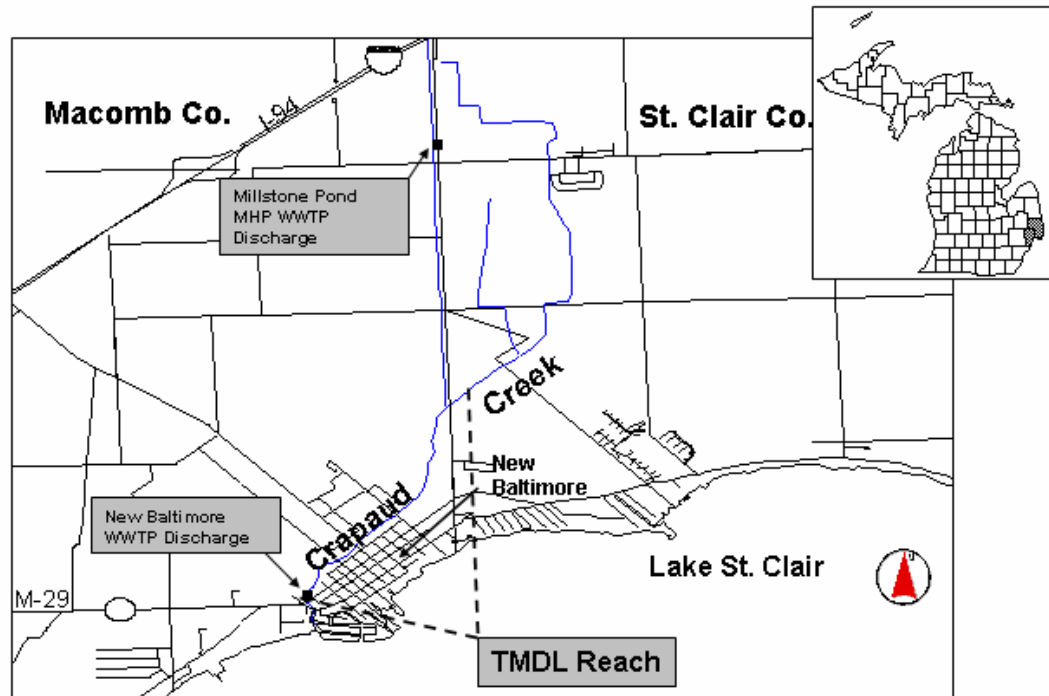 Macomb Co.
I-94
St. Clair Co.
Millstone Pond
MHP WWTP
Discharge
Creek
New
Baltimore
Crapaud
New Baltimore
WWTP Discharge
Lake St. Clair
M-29
TMDL Reach